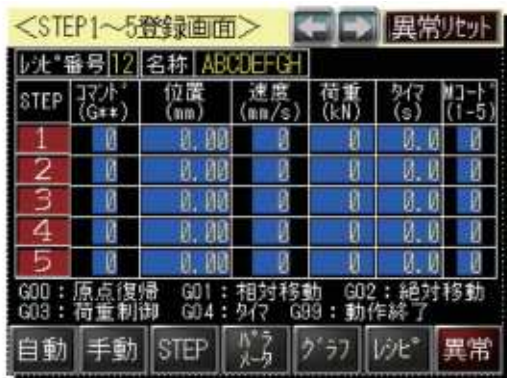 <STEP1～5登録画面> 異常ﾘｾｯﾄ
ﾚｼﾋﾟ番号 12 名称 ABCDEFGH
STEP ｺﾏﾝﾄﾞ(G**) 位置(mm) 速度(mm/s) 荷重(kN) ﾀｲﾏ(s) Mｺｰﾄﾞ(1-5)
1 0 0.00 0.00 0 0.0 0
2 0 0.00 0.00 0 0.0 0
3 0 0.00 0.00 0 0.0 0
4 0 0.00 0.00 0 0.0 0
5 0 0.00 0.00 0 0.0 0
G00：原点復帰 G01：相対移動 G02：絶対移動
G03：荷重制御 G04：ﾀｲﾏ G99：動作終了
自動 手動 STEP ﾊﾟﾗﾒｰﾀ ｸﾞﾗﾌ ﾚｼﾋﾟ 異常